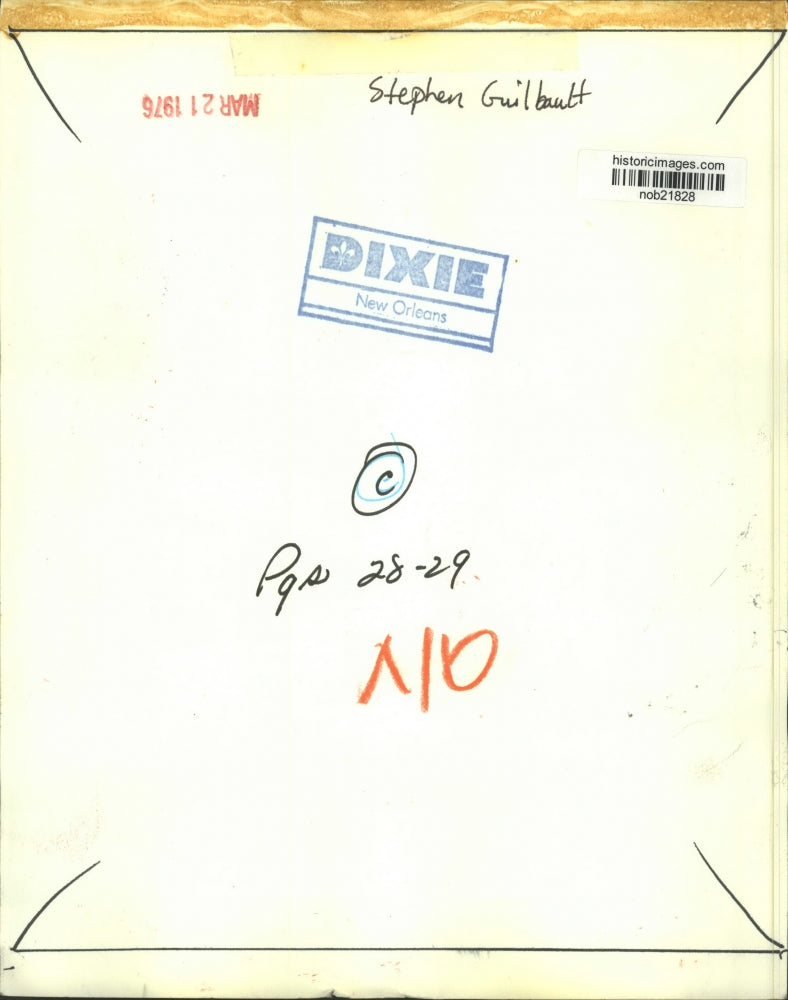 Stephen Guilbault
MAR 21 1976
historicimages.com
nob21828
DIXIE
New Orleans
C
Pgs 28-29